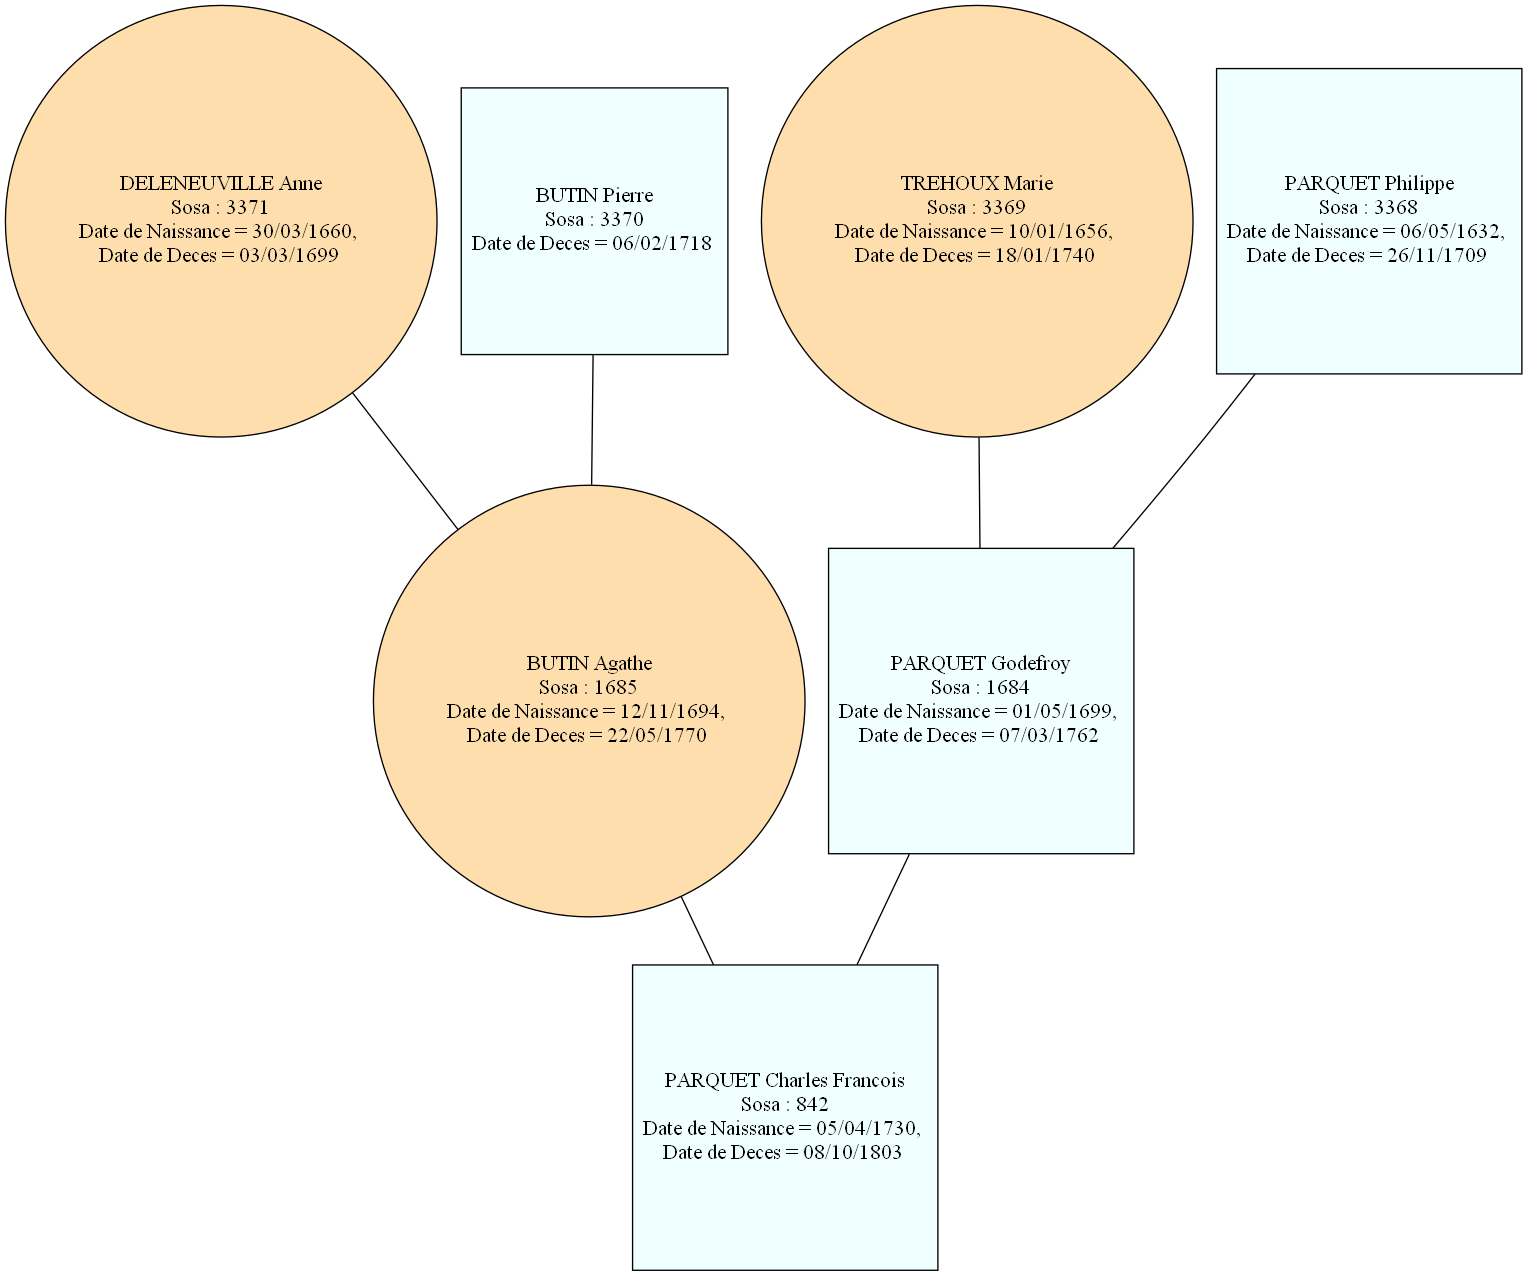 DELENEUVILLE Anne
Sosa : 3371
Date de Naissance = 30/03/1660,
Date de Deces = 03/03/1699
BUTIN Pierre
Sosa : 3370
Date de Deces = 06/02/1718
TREHOUX Marie
Sosa : 3369
Date de Naissance = 10/01/1656,
Date de Deces = 18/01/1740
PARQUET Philippe
Sosa : 3368
Date de Naissance = 06/05/1632,
Date de Deces = 26/11/1709
BUTIN Agathe
Sosa : 1685
Date de Naissance = 12/11/1694,
Date de Deces = 22/05/1770
PARQUET Godefroy
Sosa : 1684
Date de Naissance = 01/05/1699,
Date de Deces = 07/03/1762
PARQUET Charles Francois
Sosa : 842
Date de Naissance = 05/04/1730,
Date de Deces = 08/10/1803